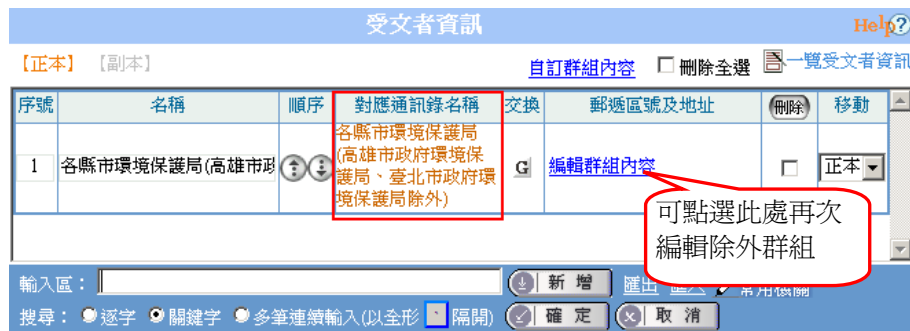 受文者資訊
Help?
【正本】 【副本】
自訂群組內容 刪除全選 一覽受文者資訊
序號 名稱 順序 對應通訊錄名稱 交換 郵遞區號及地址 刪除 移動
1 各縣市環境保護局(高雄市政 各縣市環境保護局 (高雄市政府環境保 護局、臺北市政府環 境保護局除外) G 編輯群組內容 正本
可點選此處再次
編輯除外群組
輸入區： 新 增 匯出 匯入 常用機關
搜尋： 逐字 關鍵字 多筆連續輸入(以全形 、 隔開) 確 定 取 消